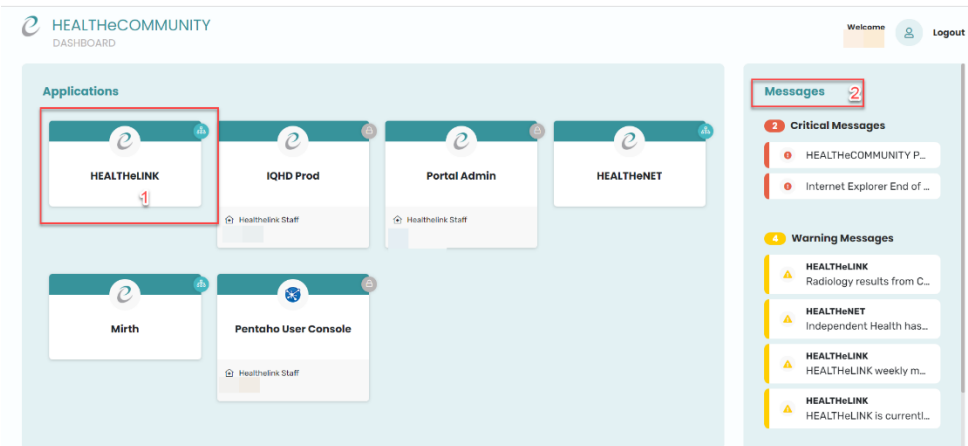 HEALTHeCOMMUNITY
DASHBOARD
Welcome
Logout
Applications
HEALTHeLINK
1
IQHD Prod
Healthelink Staff
Portal Admin
Healthelink Staff
HEALTHeNET
Mirth
Pentaho User Console
Healthelink Staff
Messages
2
2 Critical Messages
HEALTHeCOMMUNITY P...
Internet Explorer End of ...
4 Warning Messages
HEALTHeLINK
Radiology results from C...
HEALTHeNET
Independent Health has...
HEALTHeLINK
HEALTHeLINK weekly m...
HEALTHeLINK
HEALTHeLINK is currentl...